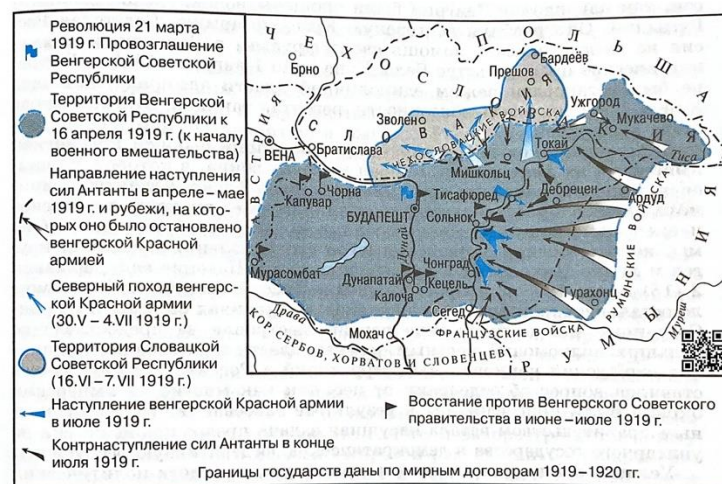 Революция 21 марта
1919 г. Провозглашение
Венгерской Советской
Республики
Территория Венгерской
Советской Республики к
16 апреля 1919 г. (к началу
военного вмешательства)
Направление наступления
сил Антанты в апреле – мае
1919 г. и рубежи, на кото-
рых оно было остановлено
венгерской Красной
армией
Северный поход венгер-
ской Красной армии
(30.V – 4.VII 1919 г.)
Территория Словацкой
Советской Республики
(16.VI – 7.VII 1919 г.)
Наступление венгерской Красной армии
в июле 1919 г.
Контрнаступление сил Антанты в конце
июля 1919 г.
Восстание против Венгерского Советского
правительства в июне – июле 1919 г.
Границы государств даны по мирным договорам 1919–1920 гг.
ЧЕХОСЛОВАКИЯ
ПОЛЬША
АВСТРИЯ
СЛОВАКИЯ
РУМЫНИЯ
КОР. СЕРБОВ, ХОРВАТОВ И СЛОВЕНЦЕВ
ЧЕХОСЛОВАЦКИЕ ВОЙСКА
РУМЫНСКИЕ ВОЙСКА
ФРАНЦУЗСКИЕ ВОЙСКА
Брно
Бардеёв
Прешов
Зволено
Ужгород
Мукачево
ВЕНА
Братислава
Токай
Тиса
Мишкольц
Капувар
Чорна
Тисафюред
Дебрецен
Ардуд
БУДАПЕШТ
Сольнок
Дунай
Мурасомбат
Дунапатай
Чонград
Калоча
Кецель
Гурахонц
Сегед
Драва
Мохач
Муреш